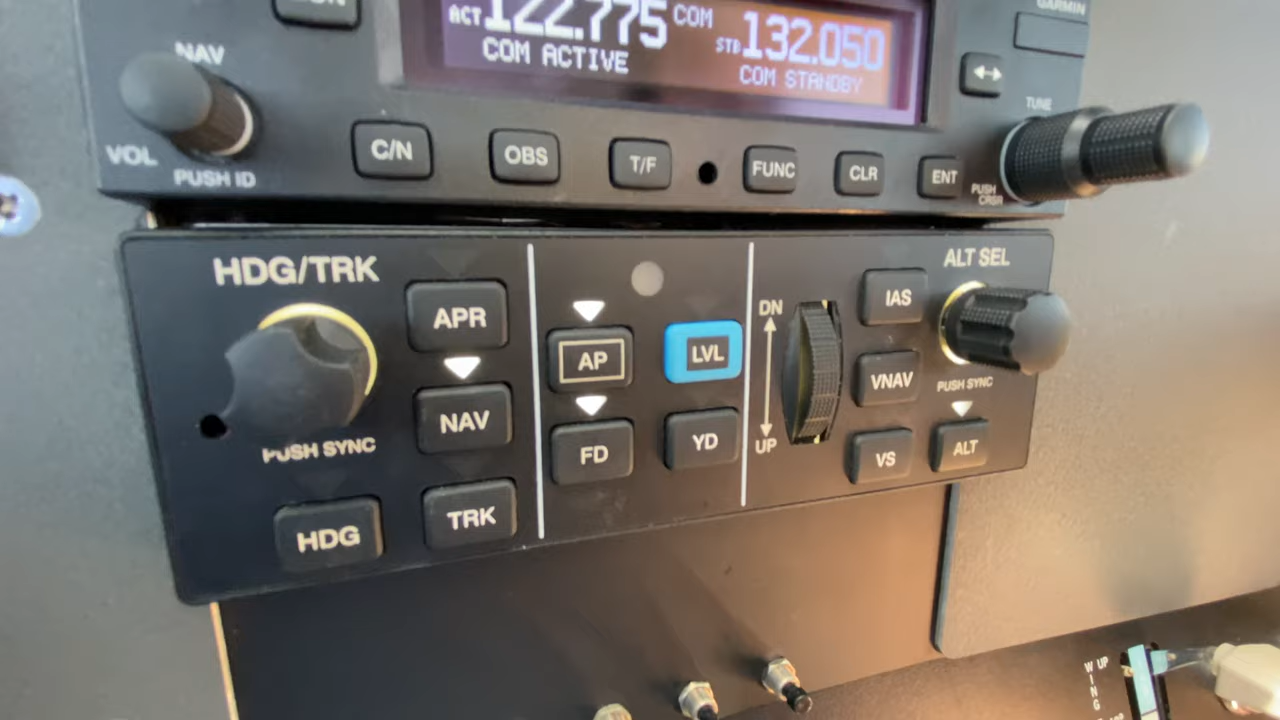 GARMIN
NAV
VOL
PUSH ID
ACT 122.775 COM STB 132.050
COM ACTIVE
COM STANDBY
TUNE
C/N
OBS
T/F
FUNC
CLR
ENT
PUSH
CRSR
HDG/TRK
PUSH SYNC
HDG
APR
NAV
TRK
AP
LVL
FD
YD
DN
UP
IAS
VNAV
VS
ALT SEL
PUSH SYNC
ALT
WING
UP